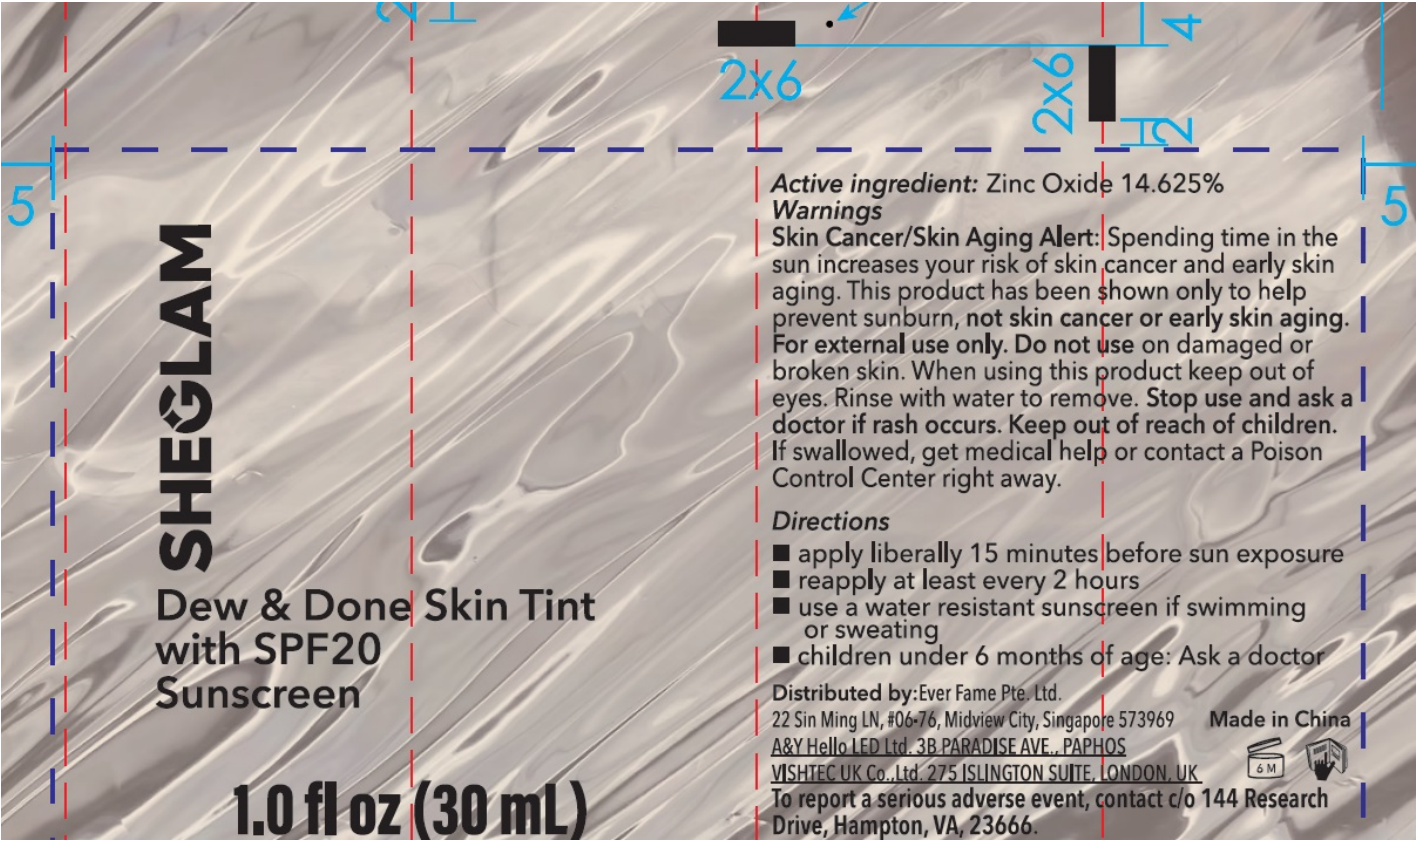 2
2x6
4
2x6
2
5
5
SHEGLAM
Dew & Done Skin Tint
with SPF20
Sunscreen
1.0 fl oz (30 mL)
Active ingredient: Zinc Oxide 14.625%
Warnings
Skin Cancer/Skin Aging Alert: Spending time in the
sun increases your risk of skin cancer and early skin
aging. This product has been shown only to help
prevent sunburn, not skin cancer or early skin aging.
For external use only. Do not use on damaged or
broken skin. When using this product keep out of
eyes. Rinse with water to remove. Stop use and ask a
doctor if rash occurs. Keep out of reach of children.
If swallowed, get medical help or contact a Poison
Control Center right away.
Directions
■ apply liberally 15 minutes before sun exposure
■ reapply at least every 2 hours
■ use a water resistant sunscreen if swimming
or sweating
■ children under 6 months of age: Ask a doctor
Distributed by:Ever Fame Pte. Ltd.
22 Sin Ming LN, #06-76, Midview City, Singapore 573969 Made in China
A&Y Hello LED Ltd. 3B PARADISE AVE., PAPHOS
VISHTEC UK Co.,Ltd. 275 ISLINGTON SUITE, LONDON, UK
6 M
To report a serious adverse event, contact c/o 144 Research
Drive, Hampton, VA, 23666.